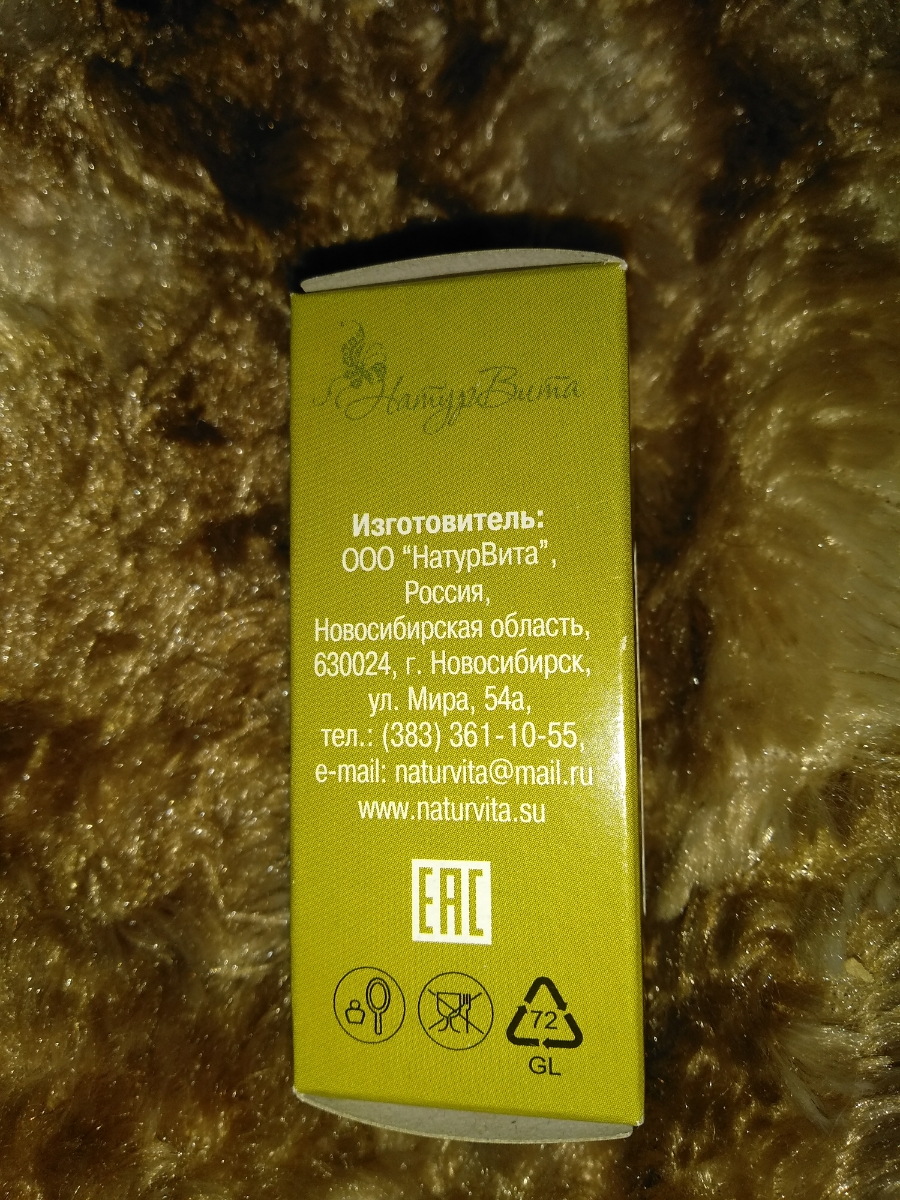 НатурВита
Изготовитель:
ООО “НатурВита”,
Россия,
Новосибирская область,
630024, г. Новосибирск,
ул. Мира, 54а,
тел.: (383) 361-10-55,
e-mail: naturvita@mail.ru
www.naturvita.su
EAC
72
GL